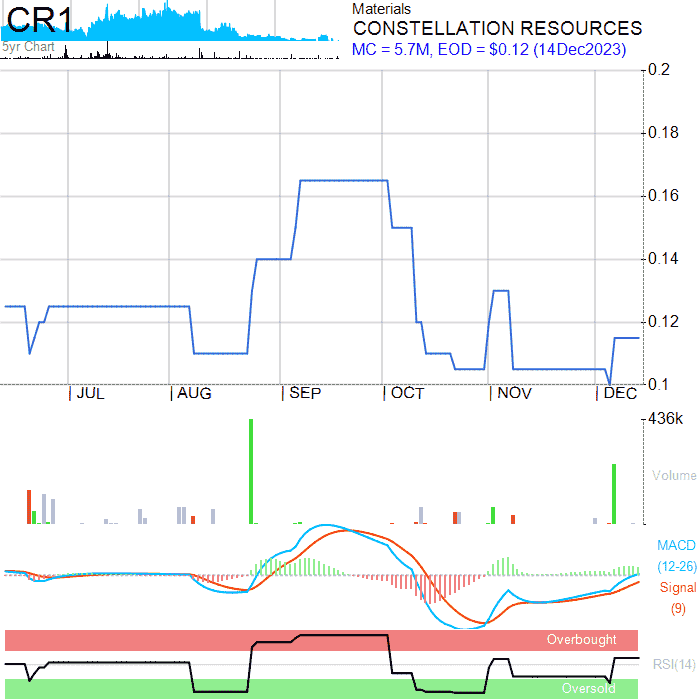 CR1
5yr Chart
Materials
CONSTELLATION RESOURCES
MC = 5.7M, EOD = $0.12 (14Dec2023)
0.2
0.18
0.16
0.14
0.12
0.1
JUL AUG SEP OCT NOV DEC
436k
Volume
MACD
(12-26)
Signal
(9)
Overbought
RSI(14)
Oversold